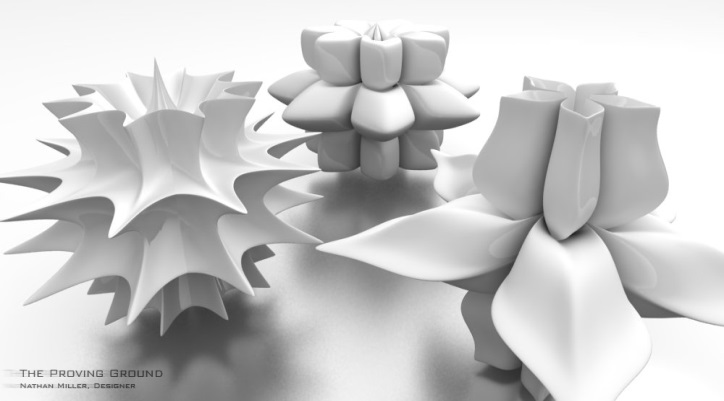 The Proving Ground
Nathan Miller, Designer